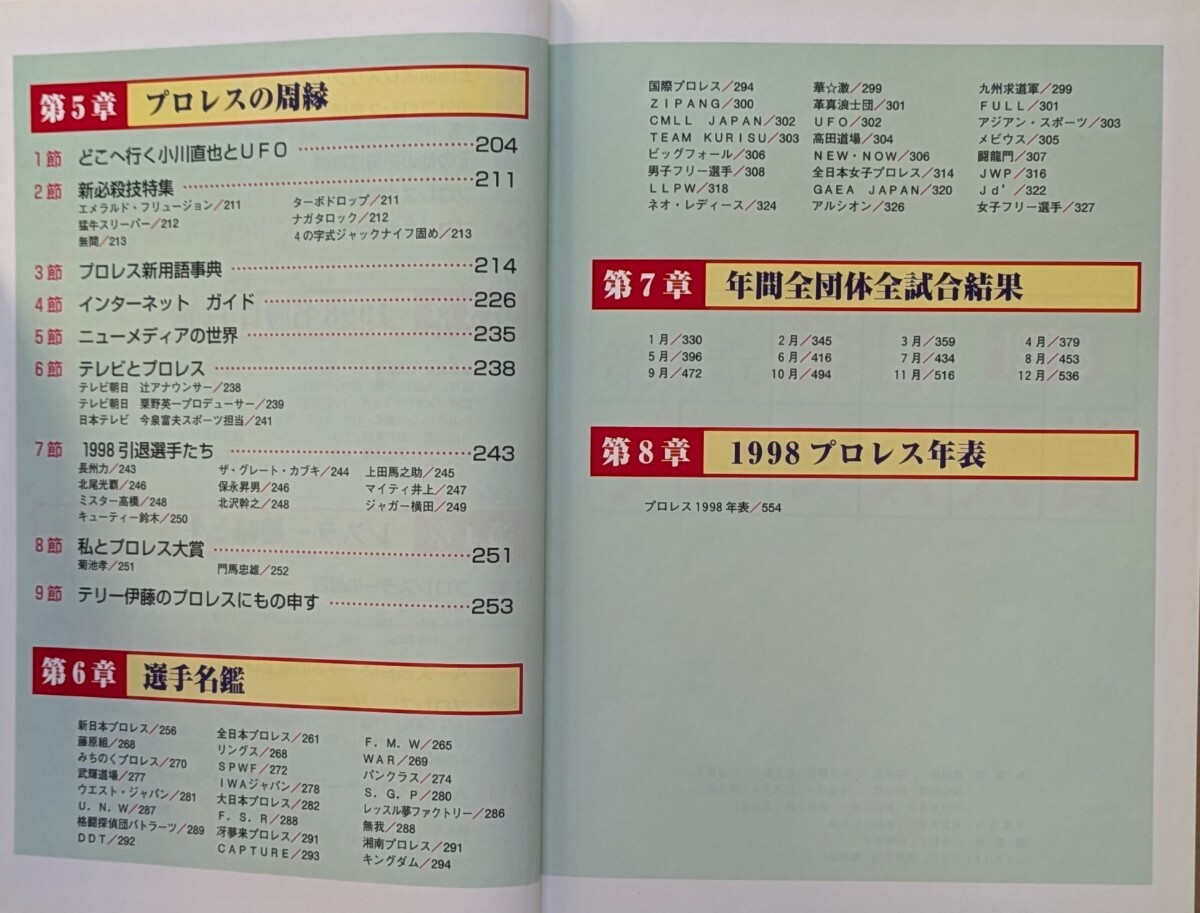 第5章 プロレスの周縁
1節 どこへ行く小川直也とUFO 204
2節 新必殺技特集 211
エメラルド・フリュージョン/211 ターボドロップ/211
猛牛スリーパー/212 ナガタロック/212
無間/213 4の字式ジャックナイフ固め/213
3節 プロレス新用語事典 214
4節 インターネット ガイド 226
5節 ニューメディアの世界 235
6節 テレビとプロレス 238
テレビ朝日 辻アナウンサー/238
テレビ朝日 栗野英一プロデューサー/239
日本テレビ 今泉富夫スポーツ担当/241
7節 1998引退選手たち 243
長州力/243 ザ・グレート・カブキ/244 上田馬之助/245
北尾光覇/246 保永昇男/246 マイティ井上/247
ミスター高橋/248 北沢幹之/248 ジャガー横田/249
キューティー鈴木/250
8節 私とプロレス大賞 251
菊池孝/251 門馬忠雄/252
9節 テリー伊藤のプロレスにもの申す 253
第6章 選手名鑑
新日本プロレス/256 全日本プロレス/261 F.M.W/265
藤原組/268 リングス/268 WAR/269
みちのくプロレス/270 SPWF/272 パンクラス/274
武輝道場/277 IWAジャパン/278 S.G.P/280
ウエスト・ジャパン/281 大日本プロレス/282 レッスル夢ファクトリー/286
U.N.W/287 F.S.R/288 無我/288
格闘探偵団バトラーツ/289 冴夢来プロレス/291 湘南プロレス/291
DDT/292 CAPTURE/293 キングダム/294
国際プロレス/294 華☆激/299 九州求道軍/299
ZIPANG/300 革真浪士団/301 FULL/301
CMLL JAPAN/302 UFO/302 アジアン・スポーツ/303
TEAM KURISU/303 高田道場/304 メビウス/305
ビッグフォール/306 NEW・NOW/306 闘龍門/307
男子フリー選手/308 全日本女子プロレス/314 JWP/316
LLPW/318 GAEA JAPAN/320 Jd'/322
ネオ・レディース/324 アルシオン/326 女子フリー選手/327
第7章 年間全団体全試合結果
1月/330 2月/345 3月/359 4月/379
5月/396 6月/416 7月/434 8月/453
9月/472 10月/494 11月/516 12月/536
第8章 1998プロレス年表
プロレス1998年表/554